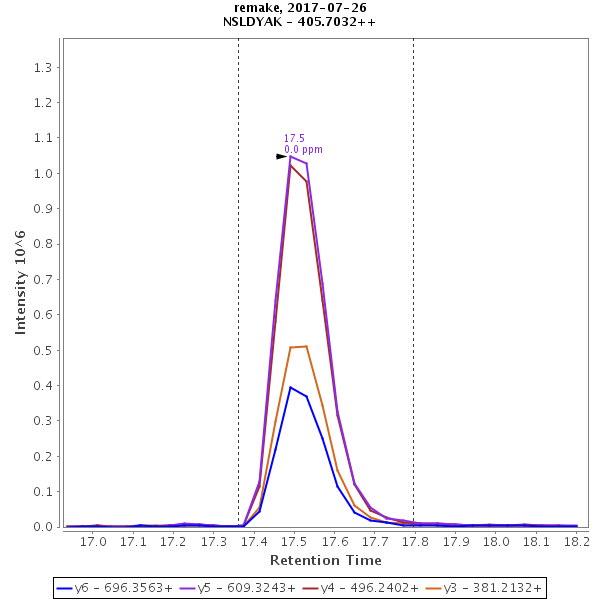 remake, 2017-07-26
NSLDYAK - 405.7032++
Intensity 10^6
1.3
1.2
1.1
1.0
0.9
0.8
0.7
0.6
0.5
0.4
0.3
0.2
0.1
0.0
17.5
0.0 ppm
17.0 17.1 17.2 17.3 17.4 17.5 17.6 17.7 17.8 17.9 18.0 18.1 18.2
Retention Time
y6 - 696.3563+ y5 - 609.3243+ y4 - 496.2402+ y3 - 381.2132+